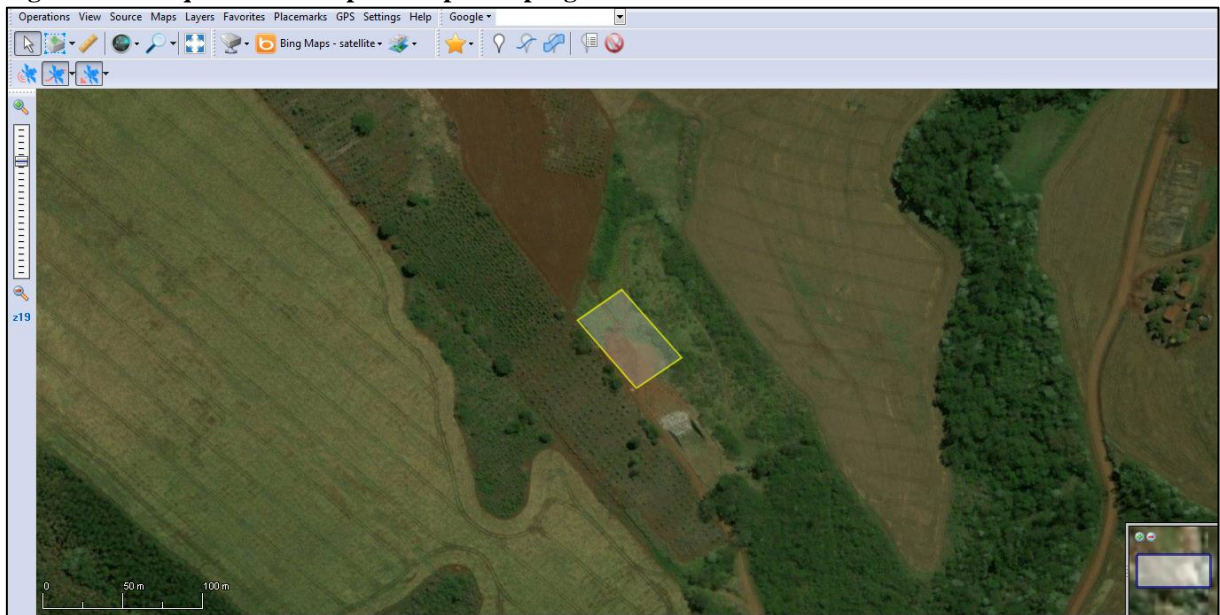 Operations View Source Maps Layers Favorites Placemarks GPS Settings Help Google
Bing Maps - satellite
z19
0 50 m 100 m